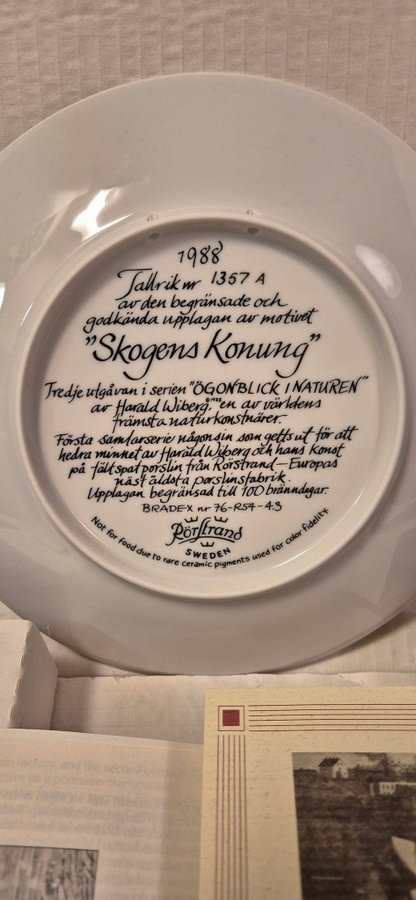 1988
Tallrik nr 1357 A
av den begränsade och
godkända upplagan av motivet
"Skogens Konung"
Tredje utgåvan i serien "ÖGONBLICK I NATUREN"
av Harald Wiberg, en av världens
främsta naturkonstnärer.
Första samlarserie någonsin som getts ut för att
hedra minnet av Harald Wiberg och hans konst
på fältspatporslin från Rörstrand – Europas
näst äldsta porslinsfabrik.
Upplagan begränsad till 100 bränndagar.
BRADEX nr 76-R54-4.3
Rörstrand
SWEDEN
Not for food due to rare ceramic pigments used for color fidelity.